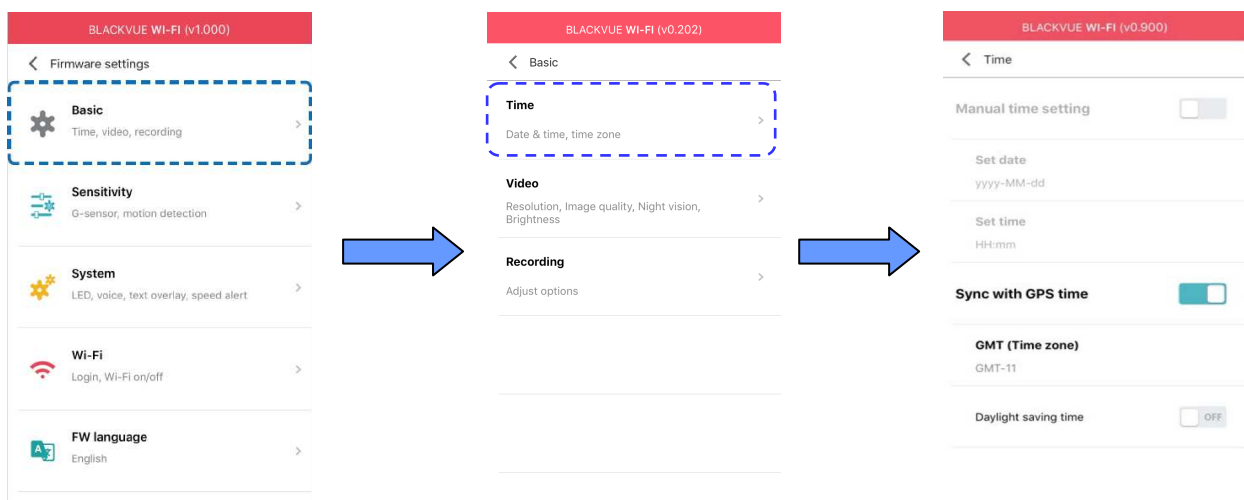 BLACKVUE WI-FI (v1.000)
Firmware settings
Basic
Time, video, recording
Sensitivity
G-sensor, motion detection
System
LED, voice, text overlay, speed alert
Wi-Fi
Login, Wi-Fi on/off
FW language
English
BLACKVUE WI-FI (v0.202)
Basic
Time
Date & time, time zone
Video
Resolution, Image quality, Night vision,
Brightness
Recording
Adjust options
BLACKVUE WI-FI (v0.900)
Time
Manual time setting
Set date
yyyy-MM-dd
Set time
HH:mm
Sync with GPS time
GMT (Time zone)
GMT-11
Daylight saving time
OFF